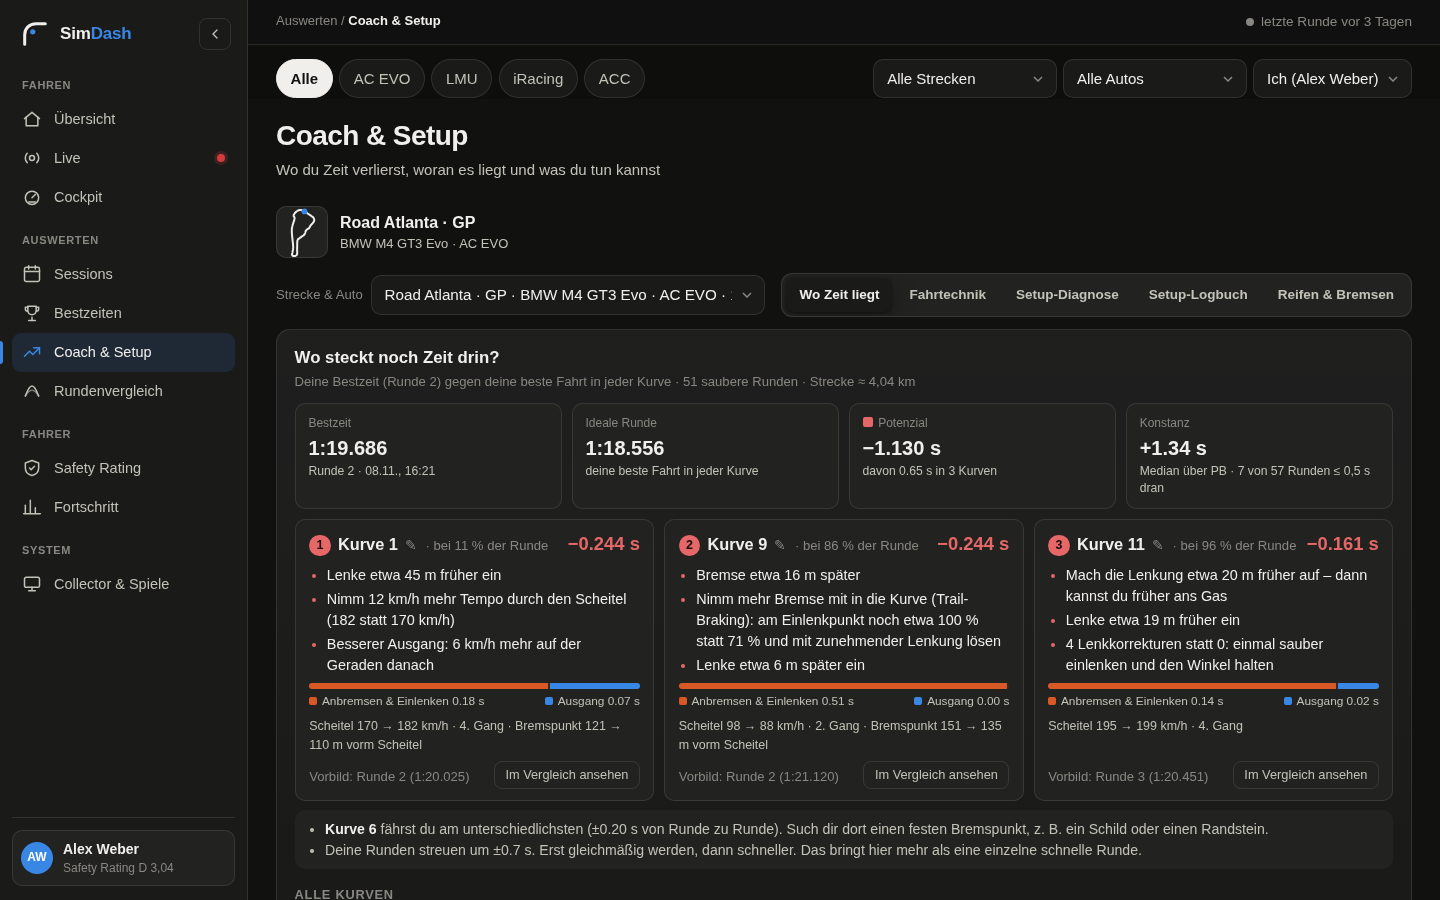 SimDash
FAHREN
Übersicht
Live
Cockpit
AUSWERTEN
Sessions
Bestzeiten
Coach & Setup
Rundenvergleich
FAHRER
Safety Rating
Fortschritt
SYSTEM
Collector & Spiele
AW
Alex Weber
Safety Rating D 3,04
Auswerten / Coach & Setup
letzte Runde vor 3 Tagen
Alle
AC EVO
LMU
iRacing
ACC
Alle Strecken
Alle Autos
Ich (Alex Weber)
Coach & Setup
Wo du Zeit verlierst, woran es liegt und was du tun kannst
Road Atlanta · GP
BMW M4 GT3 Evo · AC EVO
Strecke & Auto
Road Atlanta · GP · BMW M4 GT3 Evo · AC EVO ·
Wo Zeit liegt
Fahrtechnik
Setup-Diagnose
Setup-Logbuch
Reifen & Bremsen
Wo steckt noch Zeit drin?
Deine Bestzeit (Runde 2) gegen deine beste Fahrt in jeder Kurve · 51 saubere Runden · Strecke ≈ 4,04 km
Bestzeit
1:19.686
Runde 2 · 08.11., 16:21
Ideale Runde
1:18.556
deine beste Fahrt in jeder Kurve
Potenzial
−1.130 s
davon 0.65 s in 3 Kurven
Konstanz
+1.34 s
Median über PB · 7 von 57 Runden ≤ 0,5 s
dran
1 Kurve 1 ✎ · bei 11 % der Runde −0.244 s
• Lenke etwa 45 m früher ein
• Nimm 12 km/h mehr Tempo durch den Scheitel
(182 statt 170 km/h)
• Besserer Ausgang: 6 km/h mehr auf der
Geraden danach
Anbremsen & Einlenken 0.18 s
Ausgang 0.07 s
Scheitel 170 → 182 km/h · 4. Gang · Bremspunkt 121 →
110 m vorm Scheitel
Vorbild: Runde 2 (1:20.025)
Im Vergleich ansehen
2 Kurve 9 ✎ · bei 86 % der Runde −0.244 s
• Bremse etwa 16 m später
• Nimm mehr Bremse mit in die Kurve (Trail-
Braking): am Einlenkpunkt noch etwa 100 %
statt 71 % und mit zunehmender Lenkung lösen
• Lenke etwa 6 m später ein
Anbremsen & Einlenken 0.51 s
Ausgang 0.00 s
Scheitel 98 → 88 km/h · 2. Gang · Bremspunkt 151 → 135
m vorm Scheitel
Vorbild: Runde 2 (1:21.120)
Im Vergleich ansehen
3 Kurve 11 ✎ · bei 96 % der Runde −0.161 s
• Mach die Lenkung etwa 20 m früher auf – dann
kannst du früher ans Gas
• Lenke etwa 19 m früher ein
• 4 Lenkkorrekturen statt 0: einmal sauber
einlenken und den Winkel halten
Anbremsen & Einlenken 0.14 s
Ausgang 0.02 s
Scheitel 195 → 199 km/h · 4. Gang
Vorbild: Runde 3 (1:20.451)
Im Vergleich ansehen
• Kurve 6 fährst du am unterschiedlichsten (±0.20 s von Runde zu Runde). Such dir dort einen festen Bremspunkt, z. B. ein Schild oder einen Randstein.
• Deine Runden streuen um ±0.7 s. Erst gleichmäßig werden, dann schneller. Das bringt hier mehr als eine einzelne schnelle Runde.
ALLE KURVEN